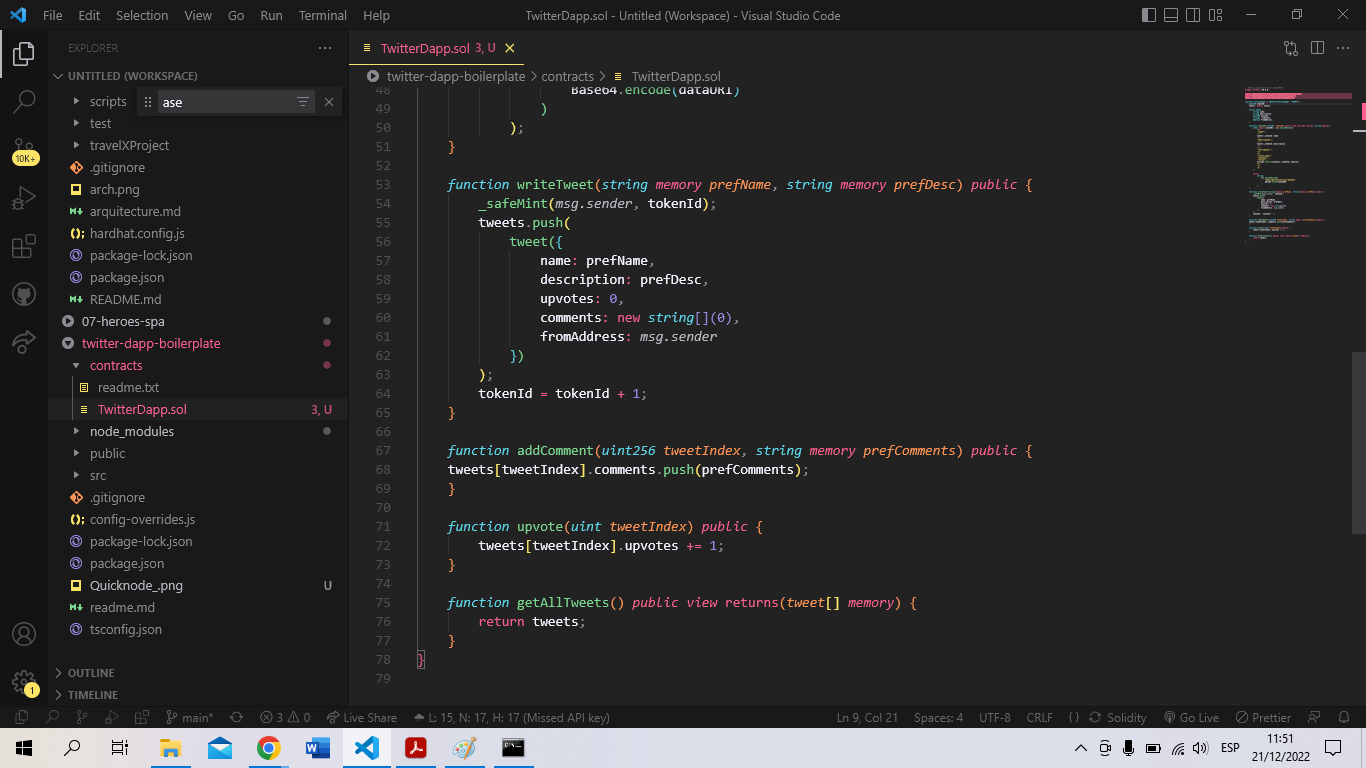 File Edit Selection View Go Run Terminal Help TwitterDapp.sol - Untitled (Workspace) - Visual Studio Code
EXPLORER
UNTITLED (WORKSPACE)
scripts
ase
test
travelXProject
.gitignore
arch.png
arquitecture.md
hardhat.config.js
package-lock.json
package.json
README.md
07-heroes-spa
twitter-dapp-boilerplate
contracts
readme.txt
TwitterDapp.sol 3, U
node_modules
public
src
.gitignore
config-overrides.js
package-lock.json
package.json
Quicknode_.png U
readme.md
tsconfig.json
OUTLINE
TIMELINE
10K+
1
TwitterDapp.sol 3, U
twitter-dapp-boilerplate > contracts > TwitterDapp.sol
48 Base64.encode(dataURI)
49 )
50 );
51 }
52
53 function writeTweet(string memory prefName, string memory prefDesc) public {
54 _safeMint(msg.sender, tokenId);
55 tweets.push(
56 tweet({
57 name: prefName,
58 description: prefDesc,
59 upvotes: 0,
60 comments: new string[](0),
61 fromAddress: msg.sender
62 })
63 );
64 tokenId = tokenId + 1;
65 }
66
67 function addComment(uint256 tweetIndex, string memory prefComments) public {
68 tweets[tweetIndex].comments.push(prefComments);
69 }
70
71 function upvote(uint tweetIndex) public {
72 tweets[tweetIndex].upvotes += 1;
73 }
74
75 function getAllTweets() public view returns(tweet[] memory) {
76 return tweets;
77 }
78 }
79
main* 3 0 Live Share L: 15, N: 17, H: 17 (Missed API key) Ln 9, Col 21 Spaces: 4 UTF-8 CRLF { } Solidity Go Live Prettier
ESP 11:51
21/12/2022